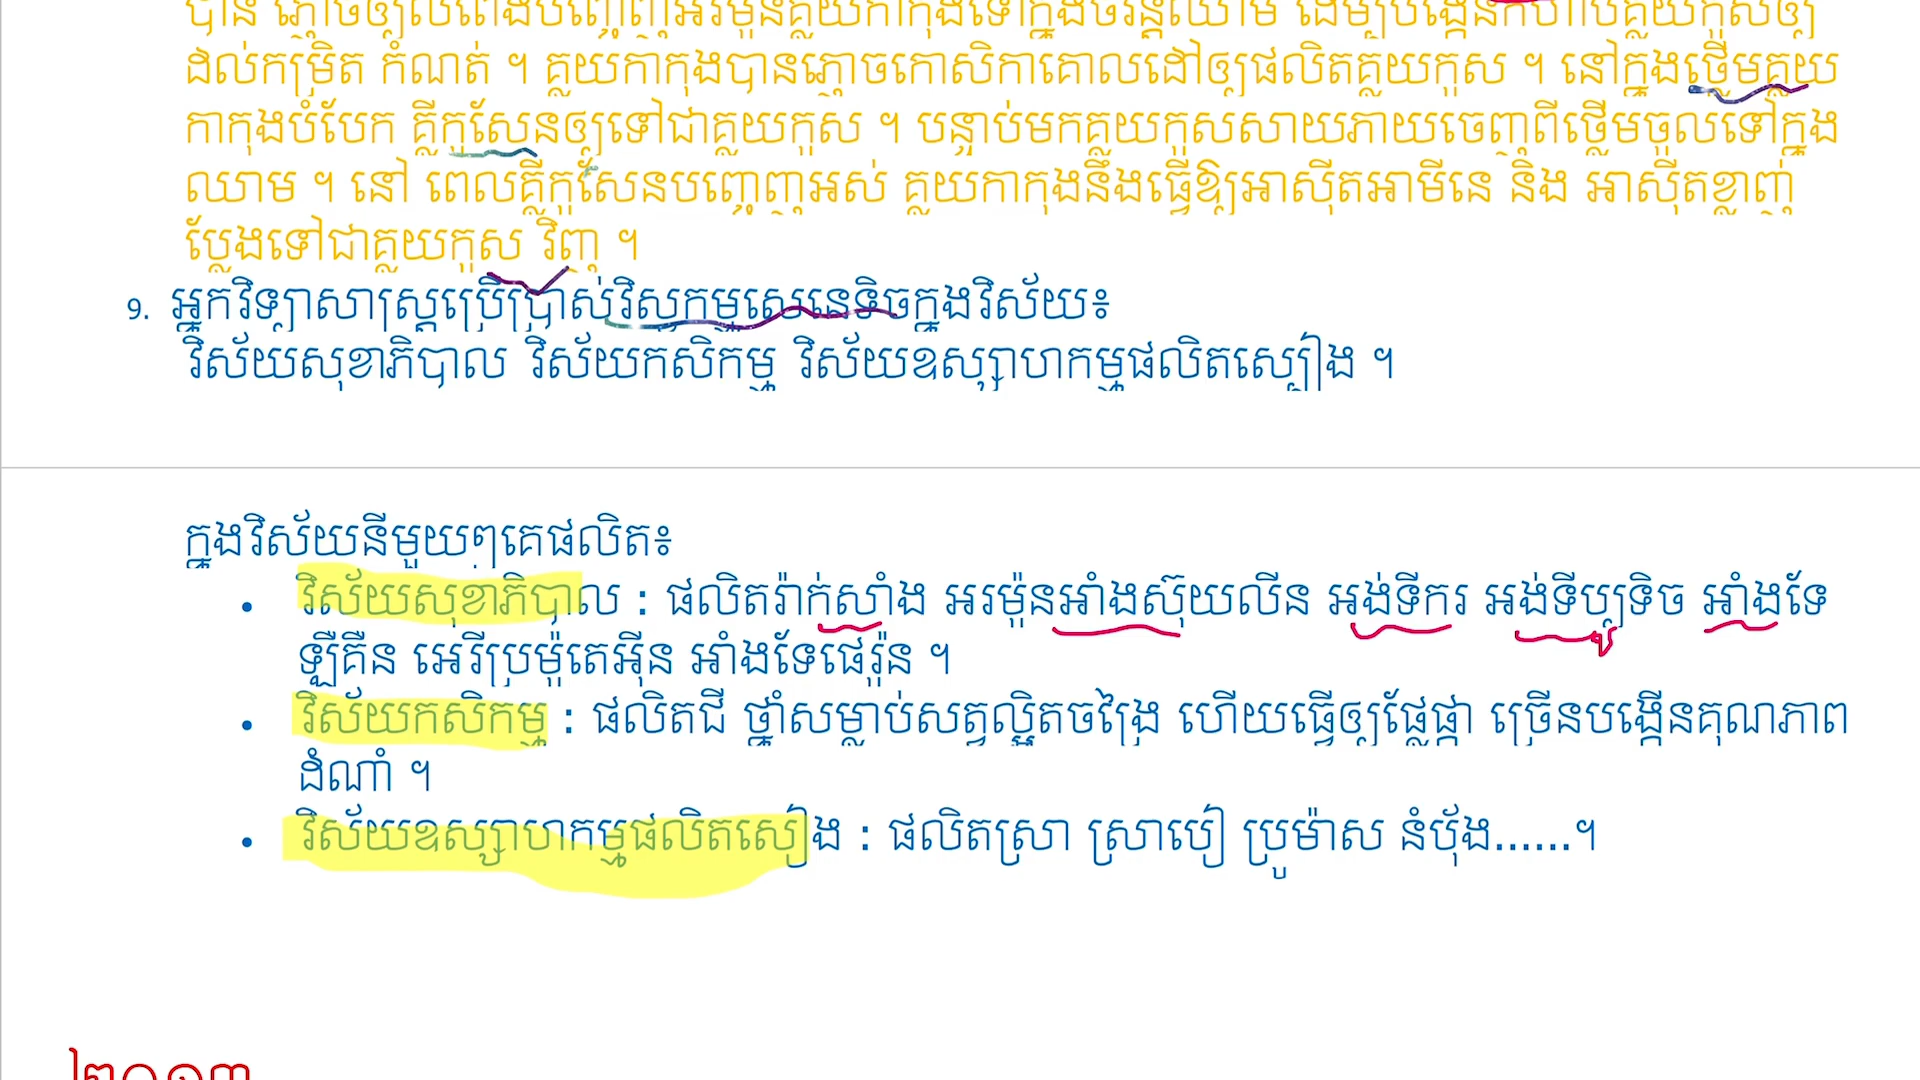 ដល់កម្រិត កំណត់ ។ គ្លុយកាកុងបានភ្ញោចកោសិកាគោលដៅឲ្យផលិតគ្លុយកូស ។ នៅក្នុងថ្លើមគ្លុយ
កាកុងបំបែក គ្លីកូសែនឲ្យទៅជាគ្លុយកូស ។ បន្ទាប់មកគ្លុយកូសសាយភាយចេញពីថ្លើមចូលទៅក្នុង
ឈាម ។ នៅ ពេលគ្លីកូសែនបញ្ចេញអស់ គ្លុយកាកុងនឹងធ្វើឱ្យអាស៊ីតអាមីនេ និង អាស៊ីតខ្លាញ់
ប្លែងទៅជាគ្លុយកូស វិញ ។
9. អ្នកវិទ្យាសាស្ត្រប្រើប្រាស់វិស្វកម្មសេនេទិចក្នុងវិស័យ៖
វិស័យសុខាភិបាល វិស័យកសិកម្ម វិស័យឧស្សាហកម្មផលិតស្បៀង ។
ក្នុងវិស័យនីមួយៗគេផលិត៖
• វិស័យសុខាភិបាល : ផលិតវ៉ាក់សាំង អរម៉ូនអាំងស៊ុយលីន អង់ទីករ អង់ទីប្យូទិច អាំងទែ
ឡឺគីន អេរីប្រូម៉ូតេអ៊ីន អាំងទែផេរ៉ូន ។
• វិស័យកសិកម្ម : ផលិតជី ថ្នាំសម្លាប់សត្វល្អិតចង្រៃ ហើយធ្វើឲ្យផ្លែផ្កា ច្រើនបង្កើនគុណភាព
ដំណាំ ។
• វិស័យឧស្សាហកម្មផលិតសៀង : ផលិតស្រា ស្រាបៀ ប្រូម៉ាស នំប័ុង......។